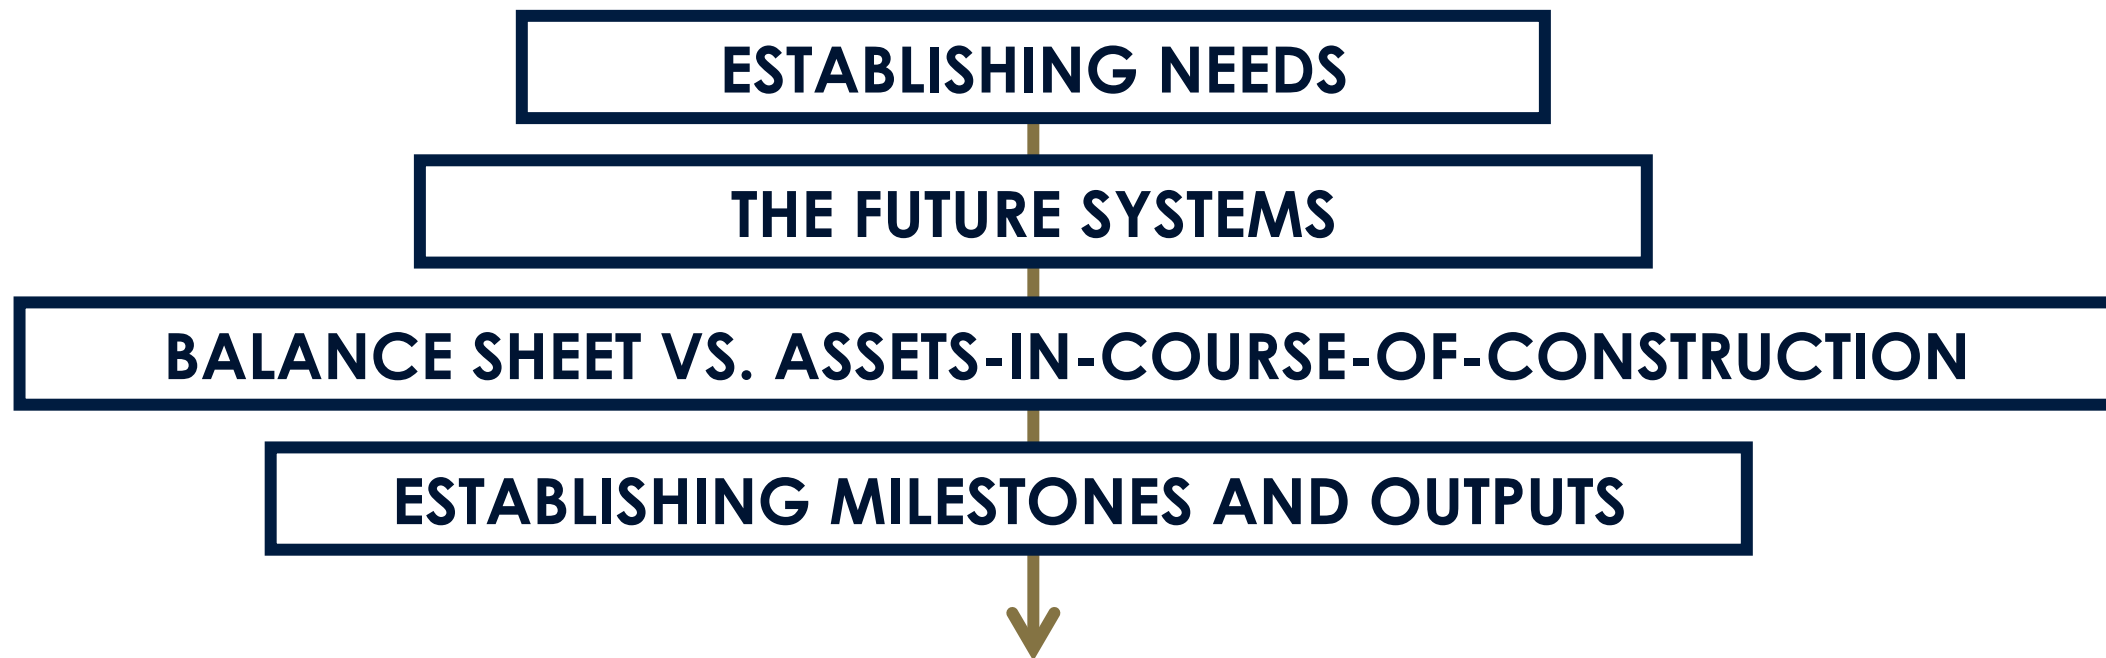 ESTABLISHING NEEDS
THE FUTURE SYSTEMS
BALANCE SHEET VS. ASSETS-IN-COURSE-OF-CONSTRUCTION
ESTABLISHING MILESTONES AND OUTPUTS